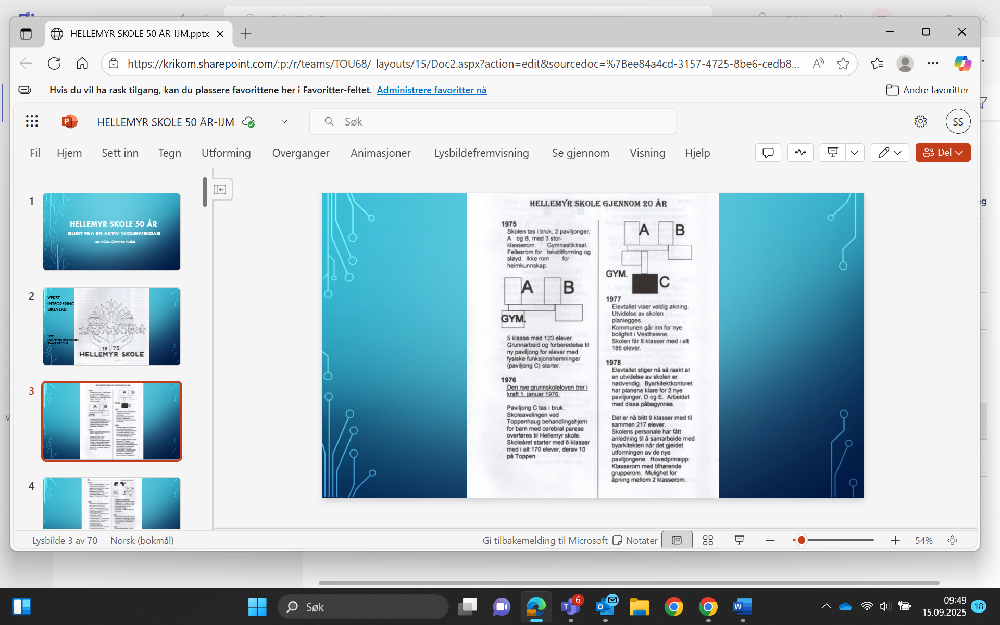 HELLEMYR SKOLE 50 ÅR-IJM.pptx
https://krikom.sharepoint.com/:p:/r/teams/TOU68/_layouts/15/Doc2.aspx?action=edit&sourcedoc=%7Bee84a4cd-3157-4725-8be6-cedb8...
Hvis du vil ha rask tilgang, kan du plassere favorittene her i Favoritter-feltet. Administrere favoritter nå
Andre favoritter
HELLEMYR SKOLE 50 ÅR-IJM
Søk
SS
Fil Hjem Sett inn Tegn Utforming Overganger Animasjoner Lysbildefremvisning Se gjennom Visning Hjelp
Del
1
HELLEMYR SKOLE 50 ÅR
GLIMT FRA EN AKTIV SKOLEHVERDAG
2
VEKST
INTEGRERING
LIKEVERD
1977
19 75
HELLEMYR SKOLE
3
4
HELLEMYR SKOLE GJENNOM 20 ÅR
1975
Skolen tas i bruk, 2 paviljonger,
A og B, med 3 stor-
klasserom. Gymnastikksal.
Fellesrom for tekstilforming og
sløyd. Ikke rom for
heimkunnskap.
A B
GYM.
5 klasse med 123 elever.
Grunnarbeid og forberedelse til
ny paviljong for elever med
fysiske funksjonshemninger
(paviljong C) starter.
1976
Den nye grunnskoleloven trer i
kraft 1. januar 1976.
Paviljong C tas i bruk.
Skoleavelingen ved
Toppenhaug behandlingshjem
for barn med cerebral parese
overføres til Hellemyr skole.
Skoleåret starter med 6 klasser
med i alt 170 elever, derav 10
på Toppen.
A B
GYM.
C
1977
Elevtallet viser veldig økning.
Utvidelse av skolen
planlegges.
Kommunen går inn for nye
boligfelt i Vestheiene.
Skolen får 8 klasser med i alt
186 elever.
1978
Elevtallet stiger nå så raskt at
en utvidelse av skolen er
nødvendig. Byarkitektkontoret
har planene klare for 2 nye
paviljonger, D og E. Arbeidet
med disse påbegynnes.
Det er nå blitt 9 klasser med til
sammen 217 elever.
Skolens personale har fått
anledning til å samarbeide med
byarkitekten når det gjeldet
utformingen av de nye
paviljongene. Hovedprinsipp:
Klasserom med tilhørende
grupperom. Mulighet for
åpning mellom 2 klasserom.
Lysbilde 3 av 70 Norsk (bokmål)
Gi tilbakemelding til Microsoft Notater
54%
Søk
6
09:49
15.09.2025
18